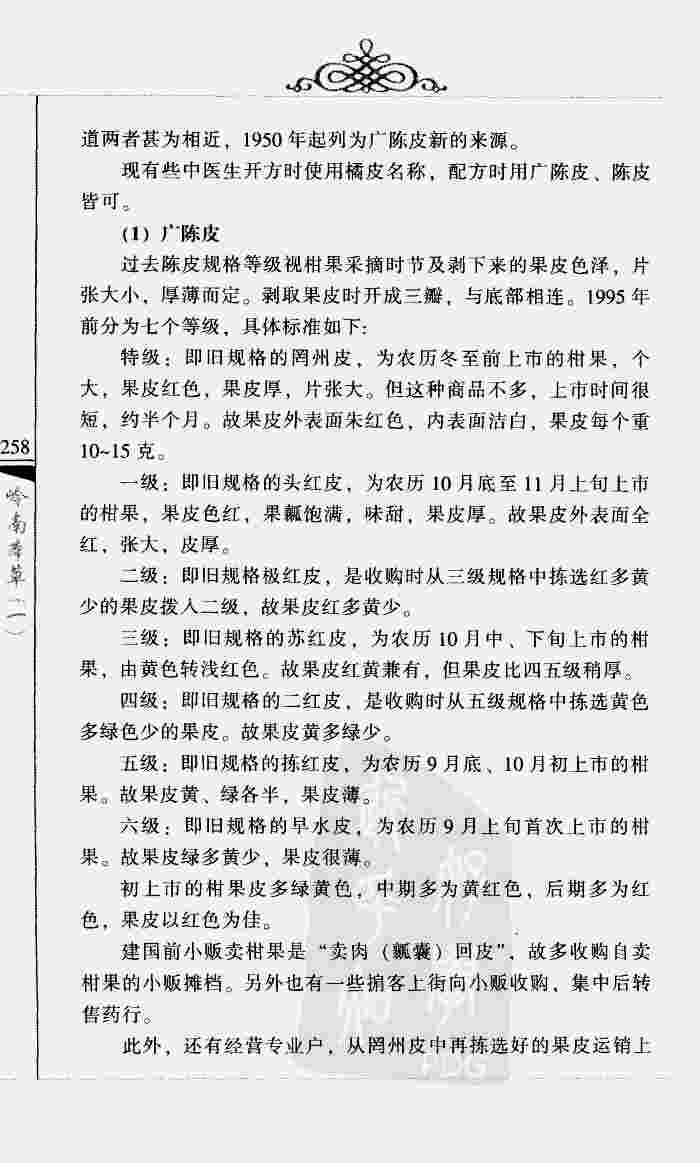 道两者甚为相近，1950年起列为广陈皮新的来源。
现有些中医生开方时使用橘皮名称，配方时用广陈皮、陈皮
皆可。
(1) 广陈皮
过去陈皮规格等级视柑果采摘时节及剥下来的果皮色泽，片
张大小，厚薄而定。剥取果皮时开成三瓣，与底部相连。1995年
前分为七个等级，具体标准如下：
特级：即旧规格的罔州皮，为农历冬至前上市的柑果，个
大，果皮红色，果皮厚，片张大。但这种商品不多，上市时间很
短，约半个月。故果皮外表面朱红色，内表面洁白，果皮每个重
10~15克。
一级：即旧规格的头红皮，为农历10月底至11月上旬上市
的柑果，果皮色红，果瓤饱满，味甜，果皮厚。故果皮外表面全
红，张大，皮厚。
二级：即旧规格极红皮，是收购时从三级规格中拣选红多黄
少的果皮拨入二级，故果皮红多黄少。
三级：即旧规格的苏红皮，为农历10月中、下旬上市的柑
果，由黄色转浅红色。故果皮红黄兼有，但果皮比四五级稍厚。
四级：即旧规格的二红皮，是收购时从五级规格中拣选黄色
多绿色少的果皮。故果皮黄多绿少。
五级：即旧规格的拣红皮，为农历9月底、10月初上市的柑
果。故果皮黄、绿各半，果皮薄。
六级：即旧规格的早水皮，为农历9月上旬首次上市的柑
果。故果皮绿多黄少，果皮很薄。
初上市的柑果皮多绿黄色，中期多为黄红色，后期多为红
色，果皮以红色为佳。
建国前小贩卖柑果是“卖肉（瓤囊）回皮”，故多收购自卖
柑果的小贩摊档。另外也有一些掮客上街向小贩收购，集中后转
售药行。
此外，还有经营专业户，从罔州皮中再拣选好的果皮运销上
258
岭南本草（一）
PDG